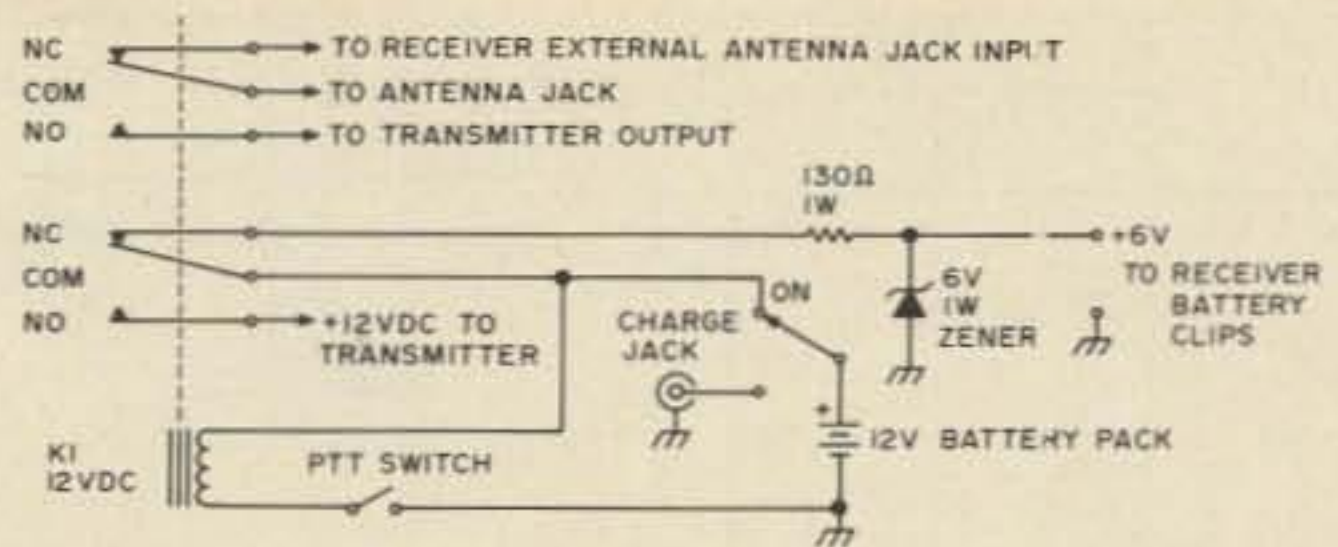 NC
TO RECEIVER EXTERNAL ANTENNA JACK INPUT
COM
TO ANTENNA JACK
NO
TO TRANSMITTER OUTPUT
130Ω
1W
NC
+6V
COM
TO RECEIVER
BATTERY
CLIPS
ON
6V
1W
ZENER
NO
+12VDC TO
TRANSMITTER
CHARGE
JACK
+
12V BATTERY PACK
K1
12VDC
PTT SWITCH